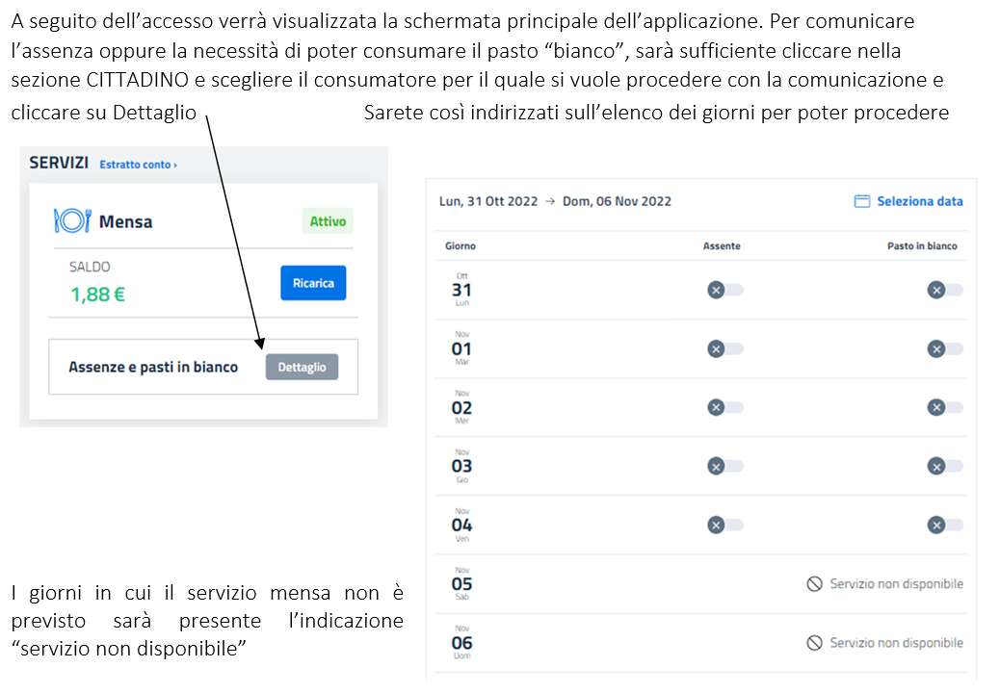 A seguito dell’accesso verrà visualizzata la schermata principale dell’applicazione. Per comunicare
l’assenza oppure la necessità di poter consumare il pasto “bianco”, sarà sufficiente cliccare nella
sezione CITTADINO e scegliere il consumatore per il quale si vuole procedere con la comunicazione e
cliccare su Dettaglio
Sarete così indirizzati sull’elenco dei giorni per poter procedere
SERVIZI Estratto conto ›
Mensa Attivo
SALDO
1,88 € Ricarica
Assenze e pasti in bianco Dettaglio
Lun, 31 Ott 2022 → Dom, 06 Nov 2022 Seleziona data
Giorno Assente Pasto in bianco
Ott
31
Lun
Nov
01
Mar
Nov
02
Mer
Nov
03
Gio
Nov
04
Ven
Nov
05 Servizio non disponibile
Sab
Nov
06 Servizio non disponibile
Dom
I giorni in cui il servizio mensa non è
previsto sarà presente l’indicazione
“servizio non disponibile”